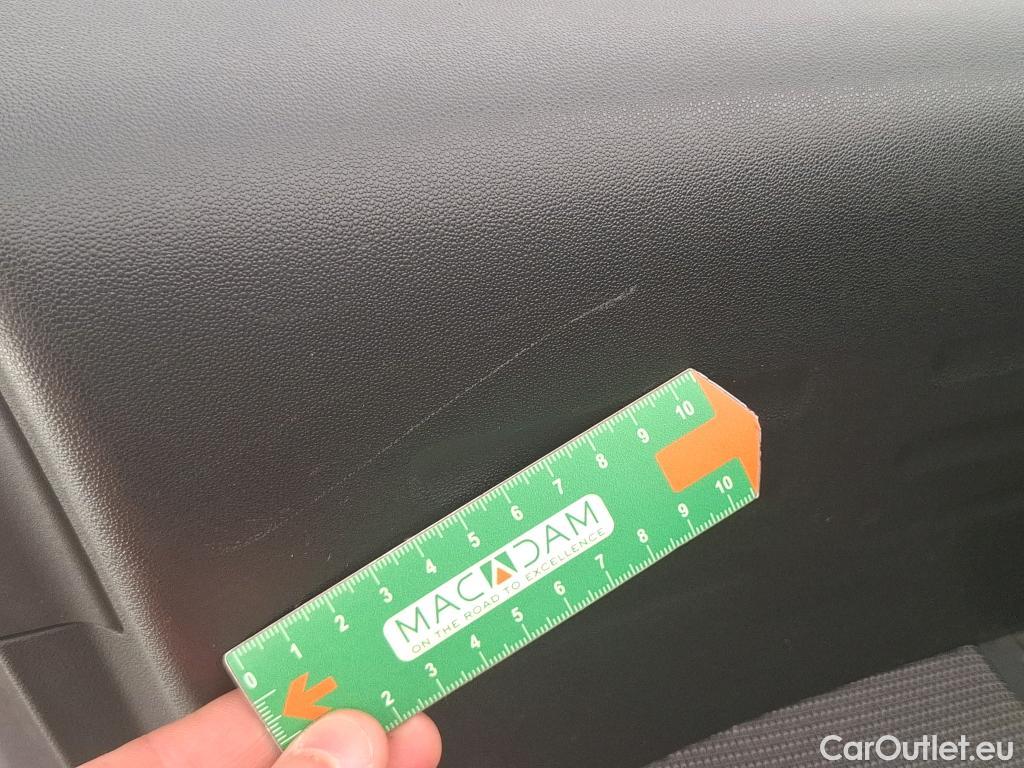 0 1 2 3 4 5 6 7 8 9 10
MACADAM
ON THE ROAD TO EXCELLENCE
2 3 4 5 6 7 8 9 10
CarOutlet.eu